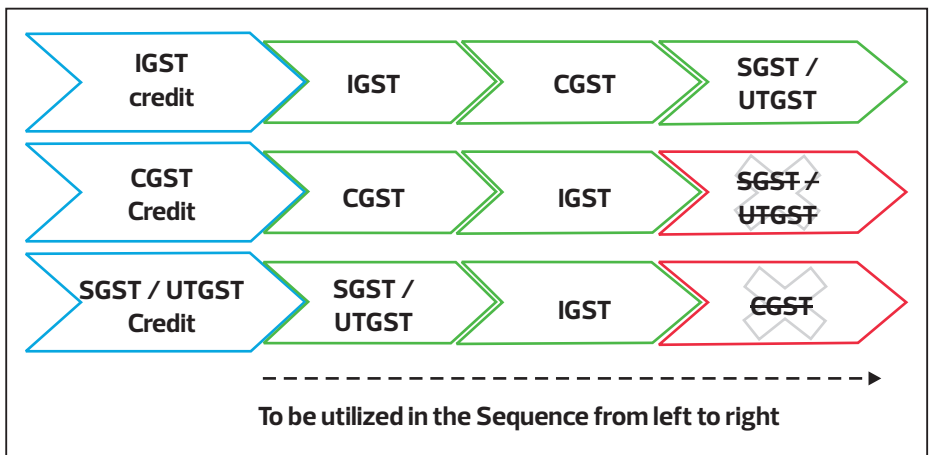 IGST
credit
IGST
CGST
SGST /
UTGST
CGST
Credit
CGST
IGST
SGST /
UTGST
SGST / UTGST
Credit
SGST /
UTGST
IGST
CGST
To be utilized in the Sequence from left to right